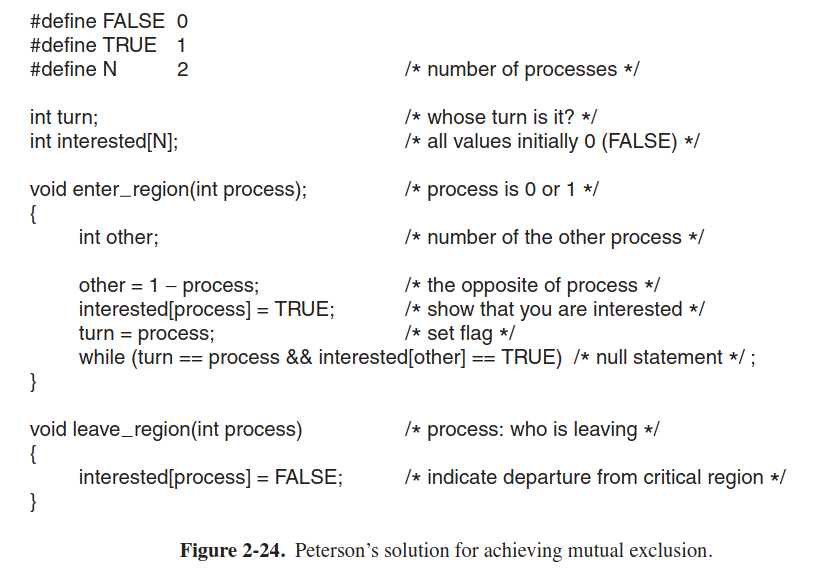 #define FALSE 0
#define TRUE 1
#define N 2 /* number of processes */
int turn; /* whose turn is it? */
int interested[N]; /* all values initially 0 (FALSE) */
void enter_region(int process); /* process is 0 or 1 */
{
int other; /* number of the other process */
other = 1 − process; /* the opposite of process */
interested[process] = TRUE; /* show that you are interested */
turn = process; /* set flag */
while (turn == process && interested[other] == TRUE) /* null statement */ ;
}
void leave_region(int process) /* process: who is leaving */
{
interested[process] = FALSE; /* indicate departure from critical region */
}
Figure 2-24. Peterson’s solution for achieving mutual exclusion.